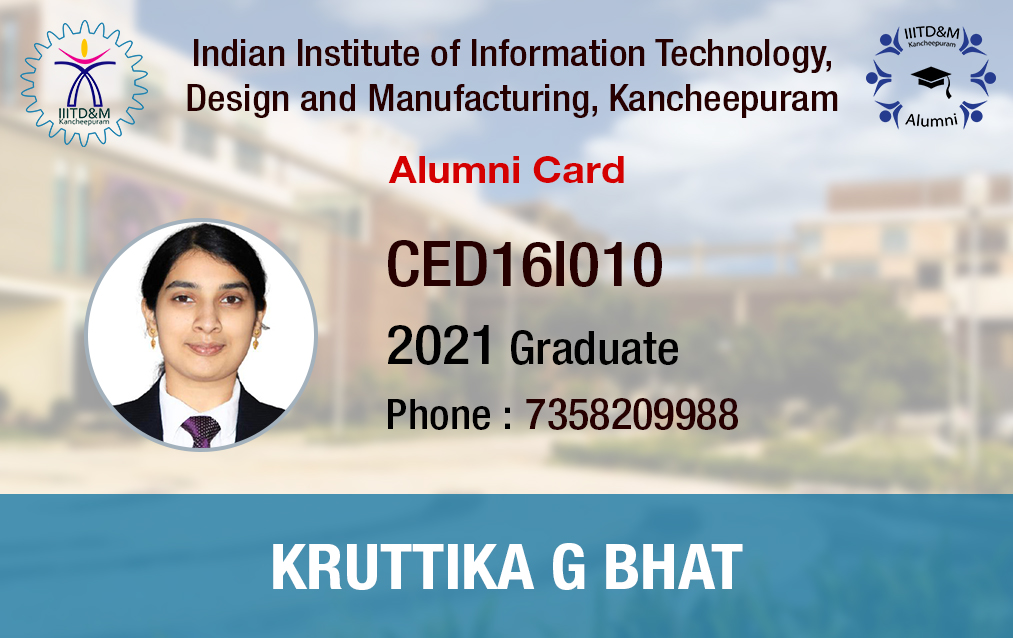 Indian Institute of Information Technology,
Design and Manufacturing, Kancheepuram
IIITD&M
Kancheepuram
IIITD&M
Kancheepuram
Alumni
Alumni Card
CED16I010
2021 Graduate
Phone : 7358209988
KRUTTIKA G BHAT